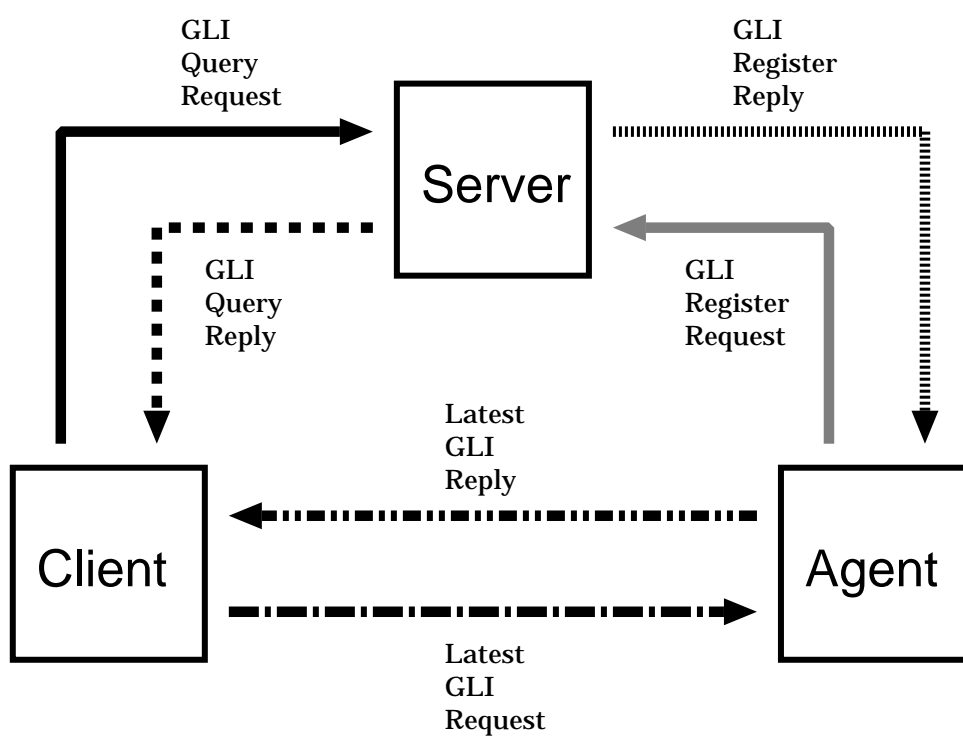 GLI
Query
Request
GLI
Register
Reply
Server
GLI
Query
Reply
GLI
Register
Request
Latest
GLI
Reply
Client
Agent
Latest
GLI
Request